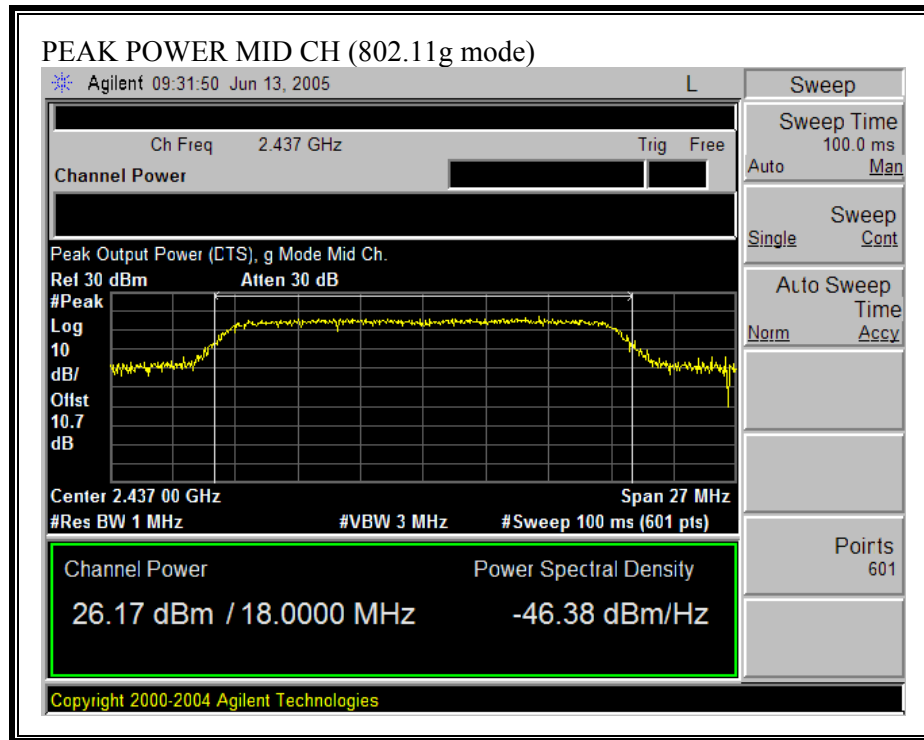 PEAK POWER MID CH (802.11g mode)
Agilent 09:31:50 Jun 13, 2005 L Sweep
Ch Freq 2.437 GHz Trig Free
Channel Power
Sweep Time
100.0 ms
Auto Man
Sweep
Single Cont
Peak Output Power (DTS), g Mode Mid Ch.
Ref 30 dBm Atten 30 dB
#Peak
Log
10
dB/
Offst
10.7
dB
Auto Sweep
Time
Norm Accy
Center 2.437 00 GHz Span 27 MHz
#Res BW 1 MHz #VBW 3 MHz #Sweep 100 ms (601 pts)
Channel Power Power Spectral Density
26.17 dBm / 18.0000 MHz -46.38 dBm/Hz
Points
601
Copyright 2000-2004 Agilent Technologies